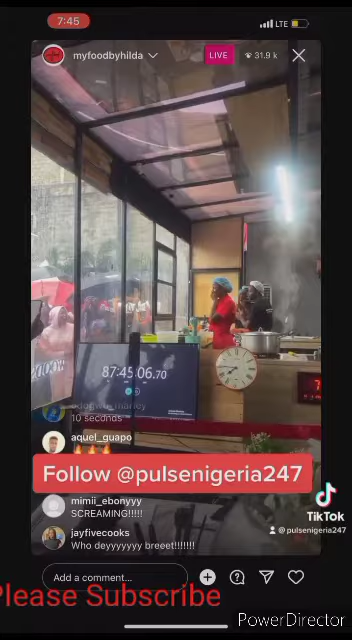 7:45
LTE
myfoodbyhilda
LIVE
31.9 k
87:45:06.70
10 seconds
aquel_guapo
Follow @pulsenigeria247
mimii_ebonyyy
SCREAMING!!!!!
jayfivecooks
Who deyyyyyyy breeet!!!!!!!
TikTok
@pulsenigeria247
Add a comment...
Please Subscribe
PowerDirector